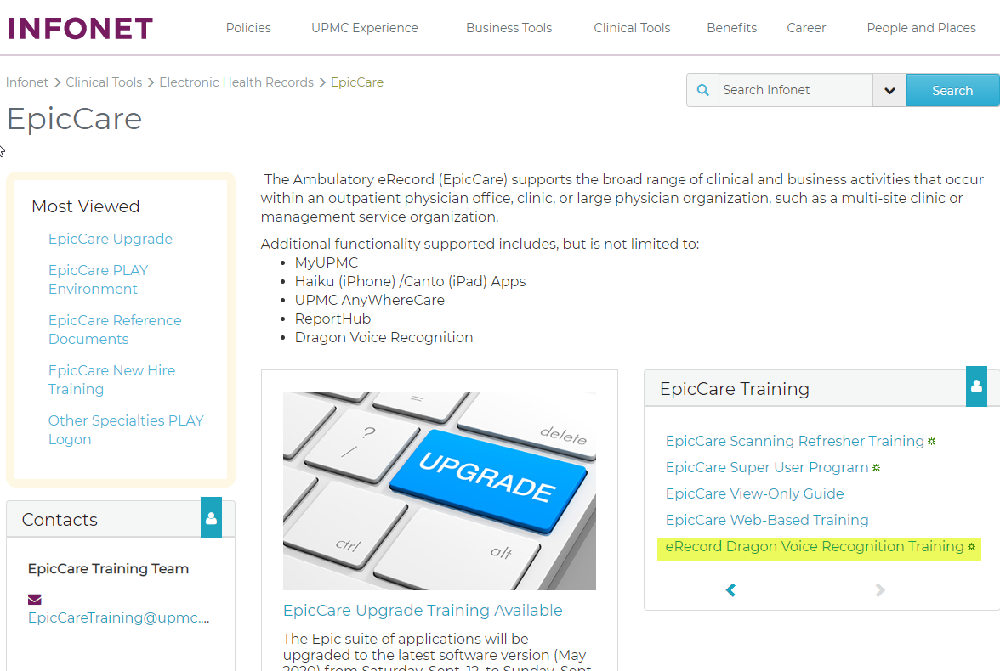 INFONET
Policies
UPMC Experience
Business Tools
Clinical Tools
Benefits
Career
People and Places
Infonet > Clinical Tools > Electronic Health Records > EpicCare
Search Infonet
Search
EpicCare
Most Viewed
EpicCare Upgrade
EpicCare PLAY
Environment
EpicCare Reference
Documents
EpicCare New Hire
Training
Other Specialties PLAY
Logon
Contacts
EpicCare Training Team
EpicCareTraining@upmc....
The Ambulatory eRecord (EpicCare) supports the broad range of clinical and business activities that occur
within an outpatient physician office, clinic, or large physician organization, such as a multi-site clinic or
management service organization.
Additional functionality supported includes, but is not limited to:
• MyUPMC
• Haiku (iPhone) /Canto (iPad) Apps
• UPMC AnyWhereCare
• ReportHub
• Dragon Voice Recognition
=
delete
?
/
UPGRADE
ctrl
alt
EpicCare Upgrade Training Available
The Epic suite of applications will be
upgraded to the latest software version (May
2020) from Saturday, Sept. 12, to Sunday, Sept.
EpicCare Training
EpicCare Scanning Refresher Training
EpicCare Super User Program
EpicCare View-Only Guide
EpicCare Web-Based Training
eRecord Dragon Voice Recognition Training